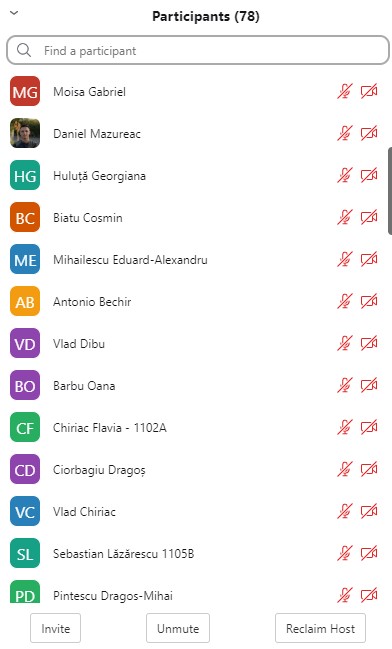 Participants (78)
Find a participant
MG Moisa Gabriel
Daniel Mazureac
HG Huluță Georgiana
BC Biatu Cosmin
ME Mihailescu Eduard-Alexandru
AB Antonio Bechir
VD Vlad Dibu
BO Barbu Oana
CF Chiriac Flavia - 1102A
CD Ciorbagiu Dragoș
VC Vlad Chiriac
SL Sebastian Lăzărescu 1105B
PD Pintescu Dragos-Mihai
Invite Unmute Reclaim Host